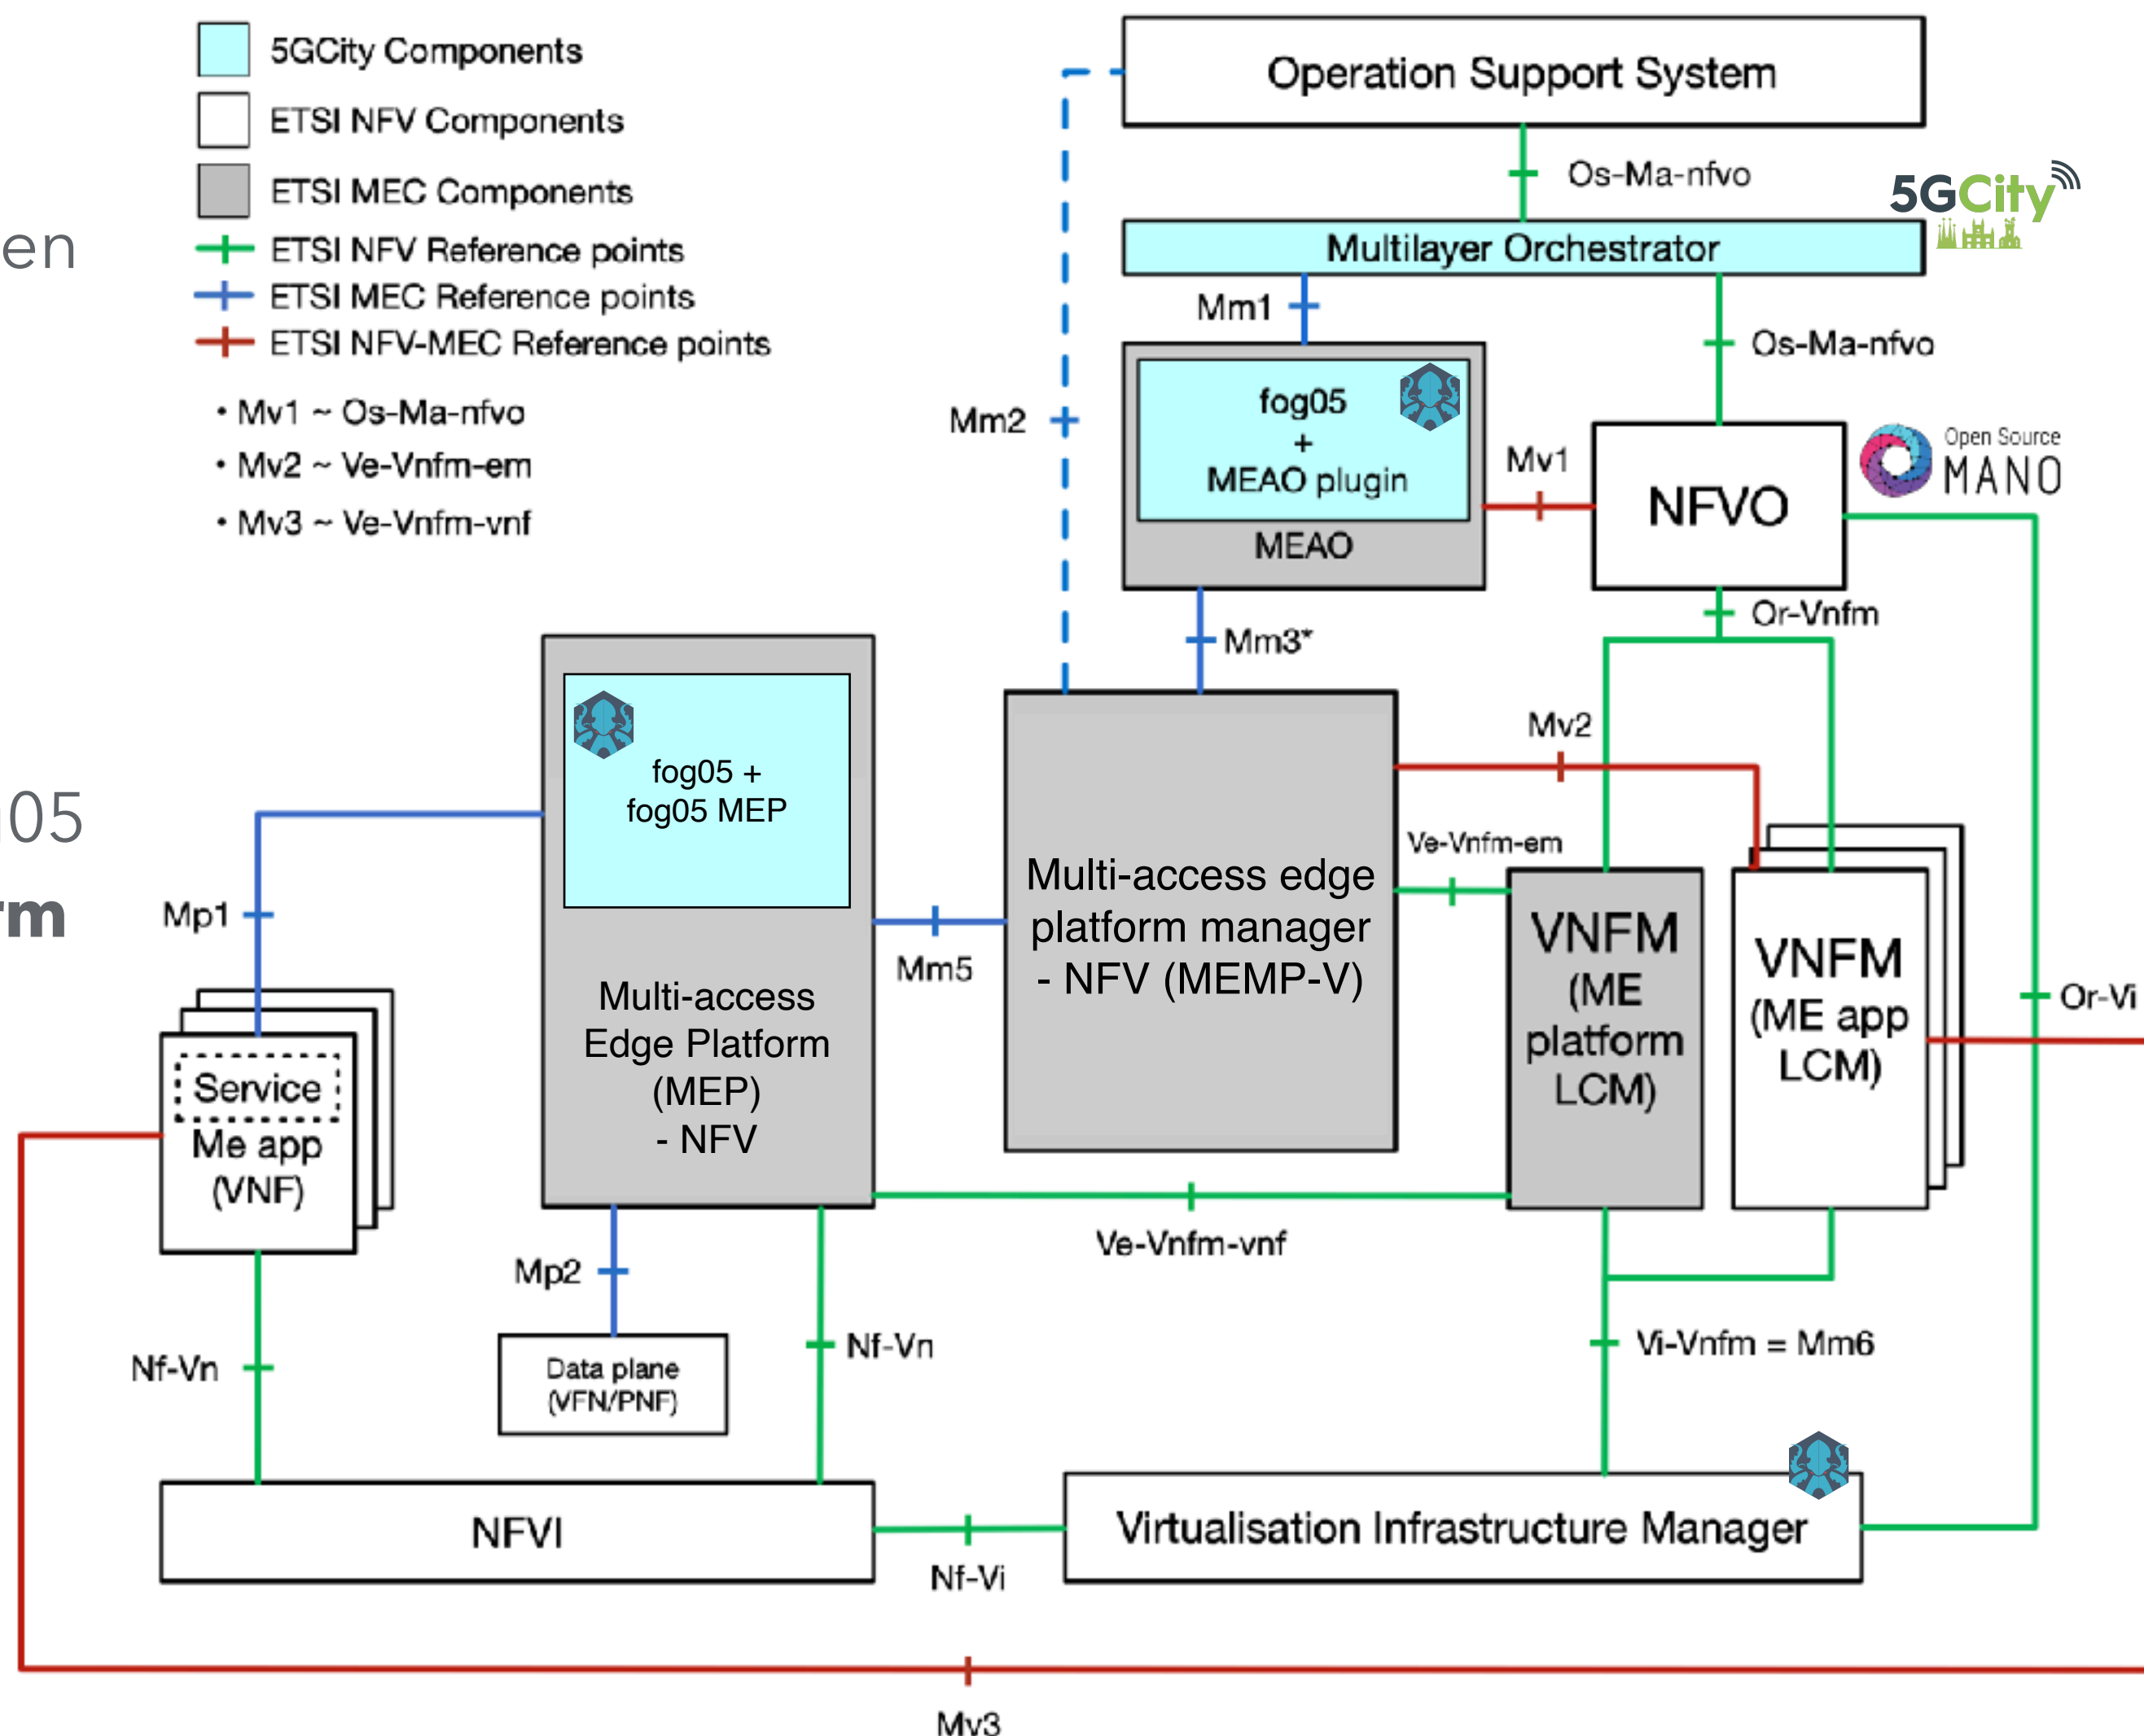 5GCity Components
ETSI NFV Components
ETSI MEC Components
ETSI NFV Reference points
ETSI MEC Reference points
ETSI NFV-MEC Reference points
• Mv1 ~ Os-Ma-nfvo
• Mv2 ~ Ve-Vnfm-em
• Mv3 ~ Ve-Vnfm-vnf
en
05
m
Operation Support System
Os-Ma-nfvo
5GCity
Multilayer Orchestrator
Mm1
Os-Ma-nfvo
Mm2
fog05
+
MEAO plugin
MEAO
Mv1
NFVO
Open Source
MANO
Or-Vnfm
Mm3*
Mv2
fog05 +
fog05 MEP
Multi-access
Edge Platform
(MEP)
- NFV
Mp1
Mm5
Multi-access edge
platform manager
- NFV (MEMP-V)
Ve-Vnfm-em
VNFM
(ME
platform
LCM)
VNFM
(ME app
LCM)
Or-Vi
Service
Me app
(VNF)
Ve-Vnfm-vnf
Mp2
Nf-Vn
Nf-Vn
Data plane
(VFN/PNF)
Vi-Vnfm = Mm6
NFVI
Nf-Vi
Virtualisation Infrastructure Manager
Mv3